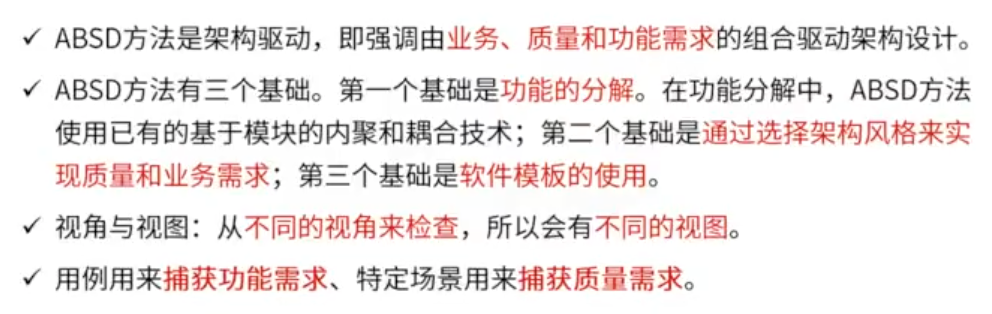 ✓ ABSD方法是架构驱动，即强调由业务、质量和功能需求的组合驱动架构设计。
✓ ABSD方法有三个基础。第一个基础是功能的分解。在功能分解中，ABSD方法
使用已有的基于模块的内聚和耦合技术；第二个基础是通过选择架构风格来实
现质量和业务需求；第三个基础是软件模板的使用。
✓ 视角与视图：从不同的视角来检查，所以会有不同的视图。
✓ 用例用来捕获功能需求、特定场景用来捕获质量需求。